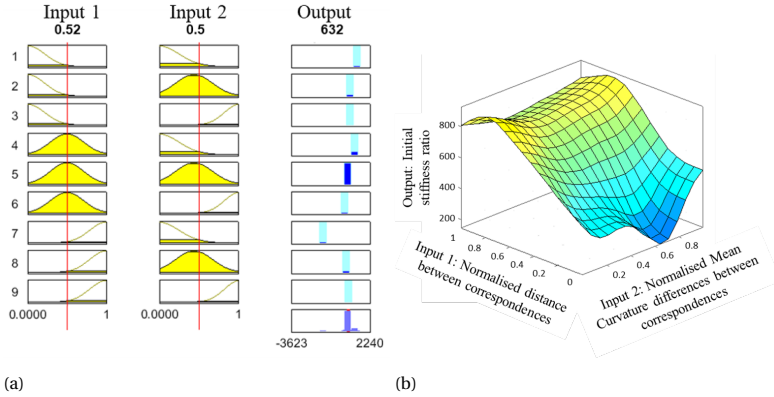 Input 1
0.52
Input 2
0.5
Output
632
1
2
3
4
5
6
7
8
9
0.0000
1
0.0000
1
-3623
2240
(a)
Output: Initial
stiffness ratio
800
600
400
200
1
0.8
0.6
0.4
0.2
0
0.2
0.4
0.6
0.8
Input 1: Normalised distance
between correspondences
Input 2: Normalised Mean
Curvature differences between
correspondences
(b)